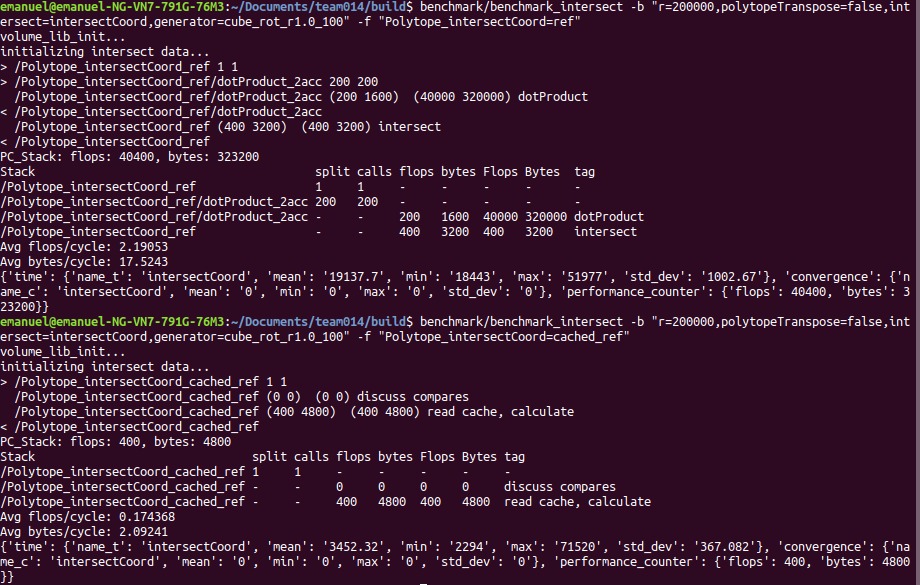 emanuel@emanuel-NG-VN7-791G-76M3:~/Documents/team014/build$ benchmark/benchmark_intersect -b "r=200000,polytopeTranspose=false,int
ersect=intersectCoord,generator=cube_rot_r1.0_100" -f "Polytope_intersectCoord=ref"
volume_lib_init...
initializing intersect data...
> /Polytope_intersectCoord_ref 1 1
> /Polytope_intersectCoord_ref/dotProduct_2acc 200 200
  /Polytope_intersectCoord_ref/dotProduct_2acc (200 1600)  (40000 320000) dotProduct
< /Polytope_intersectCoord_ref/dotProduct_2acc
  /Polytope_intersectCoord_ref (400 3200)  (400 3200) intersect
< /Polytope_intersectCoord_ref
PC_Stack: flops: 40400, bytes: 323200
Stack                                        split calls flops bytes Flops Bytes  tag
/Polytope_intersectCoord_ref                 1     1     -     -     -     -      -
/Polytope_intersectCoord_ref/dotProduct_2acc 200   200   -     -     -     -      -
/Polytope_intersectCoord_ref/dotProduct_2acc -     -     200   1600  40000 320000 dotProduct
/Polytope_intersectCoord_ref                 -     -     400   3200  400   3200   intersect
Avg flops/cycle: 2.19053
Avg bytes/cycle: 17.5243
{'time': {'name_t': 'intersectCoord', 'mean': '19137.7', 'min': '18443', 'max': '51977', 'std_dev': '1002.67'}, 'convergence': {'n
ame_c': 'intersectCoord', 'mean': '0', 'min': '0', 'max': '0', 'std_dev': '0'}, 'performance_counter': {'flops': 40400, 'bytes': 3
23200}}
emanuel@emanuel-NG-VN7-791G-76M3:~/Documents/team014/build$ benchmark/benchmark_intersect -b "r=200000,polytopeTranspose=false,int
ersect=intersectCoord,generator=cube_rot_r1.0_100" -f "Polytope_intersectCoord=cached_ref"
volume_lib_init...
initializing intersect data...
> /Polytope_intersectCoord_cached_ref 1 1
  /Polytope_intersectCoord_cached_ref (0 0)  (0 0) discuss compares
  /Polytope_intersectCoord_cached_ref (400 4800)  (400 4800) read cache, calculate
< /Polytope_intersectCoord_cached_ref
PC_Stack: flops: 400, bytes: 4800
Stack                               split calls flops bytes Flops Bytes tag
/Polytope_intersectCoord_cached_ref 1     1     -     -     -     -     -
/Polytope_intersectCoord_cached_ref -     -     0     0     0     0     discuss compares
/Polytope_intersectCoord_cached_ref -     -     400   4800  400   4800  read cache, calculate
Avg flops/cycle: 0.174368
Avg bytes/cycle: 2.09241
{'time': {'name_t': 'intersectCoord', 'mean': '3452.32', 'min': '2294', 'max': '71520', 'std_dev': '367.082'}, 'convergence': {'na
me_c': 'intersectCoord', 'mean': '0', 'min': '0', 'max': '0', 'std_dev': '0'}, 'performance_counter': {'flops': 400, 'bytes': 4800
}}